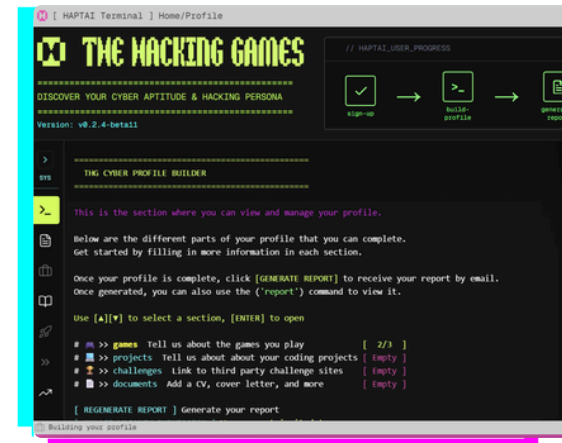 [ HAPTAI Terminal ] Home/Profile
THE HACKING GAMES
// HAPTAI_USER_PROGRESS
DISCOVER YOUR CYBER APTITUDE & HACKING PERSONA
sign-up
build-
profile
genera
repo
Version: v0.2.4-beta11
SYS
THG CYBER PROFILE BUILDER
This is the section where you can view and manage your profile.
Below are the different parts of your profile that you can complete.
Get started by filling in more information in each section.
Once your profile is complete, click [GENERATE REPORT] to receive your report by email.
Once generated, you can also use the ('report') command to view it.
Use [▲][▼] to select a section, [ENTER] to open
# 🎮 >> games Tell us about the games you play [ 2/3 ]
# 💻 >> projects Tell us about about your coding projects [ Empty ]
# 🏆 >> challenges Link to third party challenge sites [ Empty ]
# 📄 >> documents Add a CV, cover letter, and more [ Empty ]
[ REGENERATE REPORT ] Generate your report
Building your profile